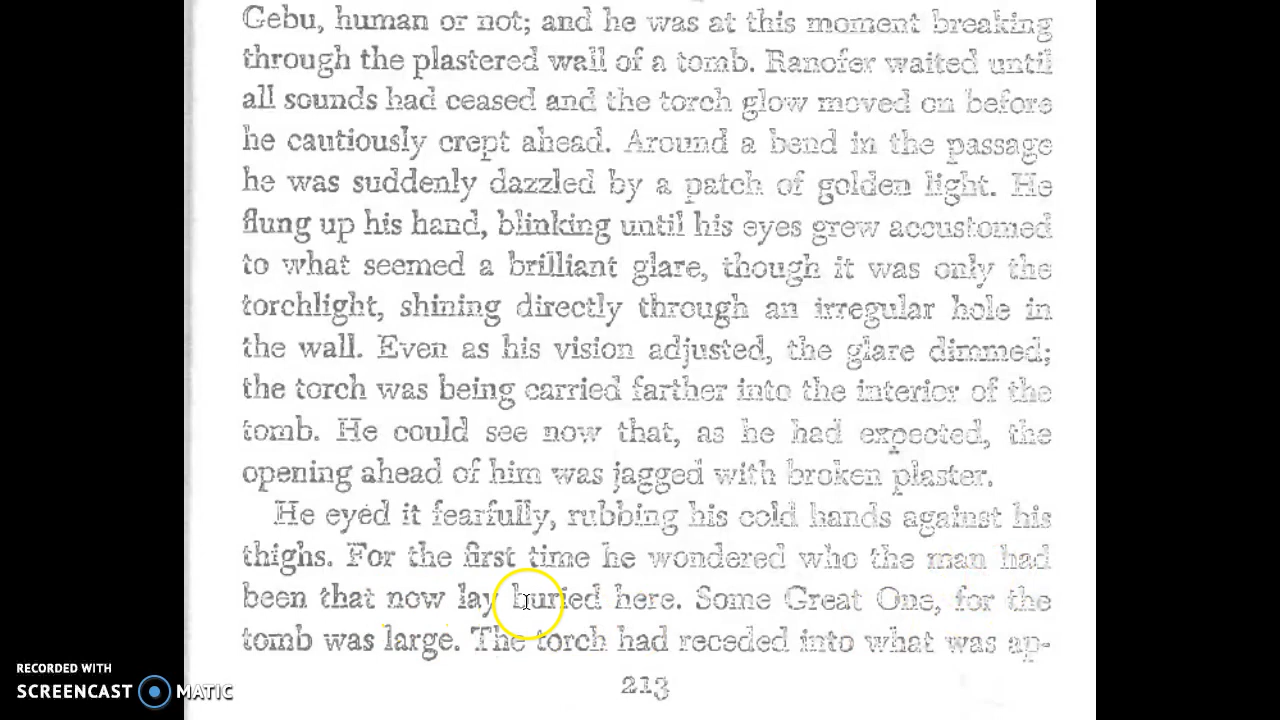 Gebu, human or not; and he was at this moment breaking
through the plastered wall of a tomb. Ranofer waited until
all sounds had ceased and the torch glow moved on before
he cautiously crept ahead. Around a bend in the passage
he was suddenly dazzled by a patch of golden light. He
flung up his hand, blinking until his eyes grew accustomed
to what seemed a brilliant glare, though it was only the
torchlight, shining directly through an irregular hole in
the wall. Even as his vision adjusted, the glare dimmed;
the torch was being carried farther into the interior of the
tomb. He could see now that, as he had expected, the
opening ahead of him was jagged with broken plaster.
He eyed it fearfully, rubbing his cold hands against his
thighs. For the first time he wondered who the man had
been that now lay buried here. Some Great One, for the
tomb was large. The torch had receded into what was ap-
213
RECORDED WITH
SCREENCAST MATIC